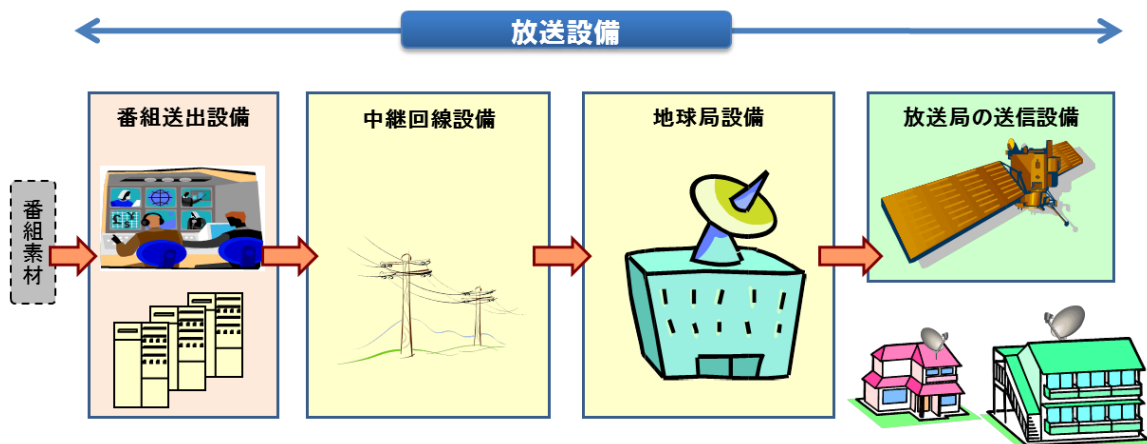 放送設備
番組素材
番組送出設備
中継回線設備
地球局設備
放送局の送信設備